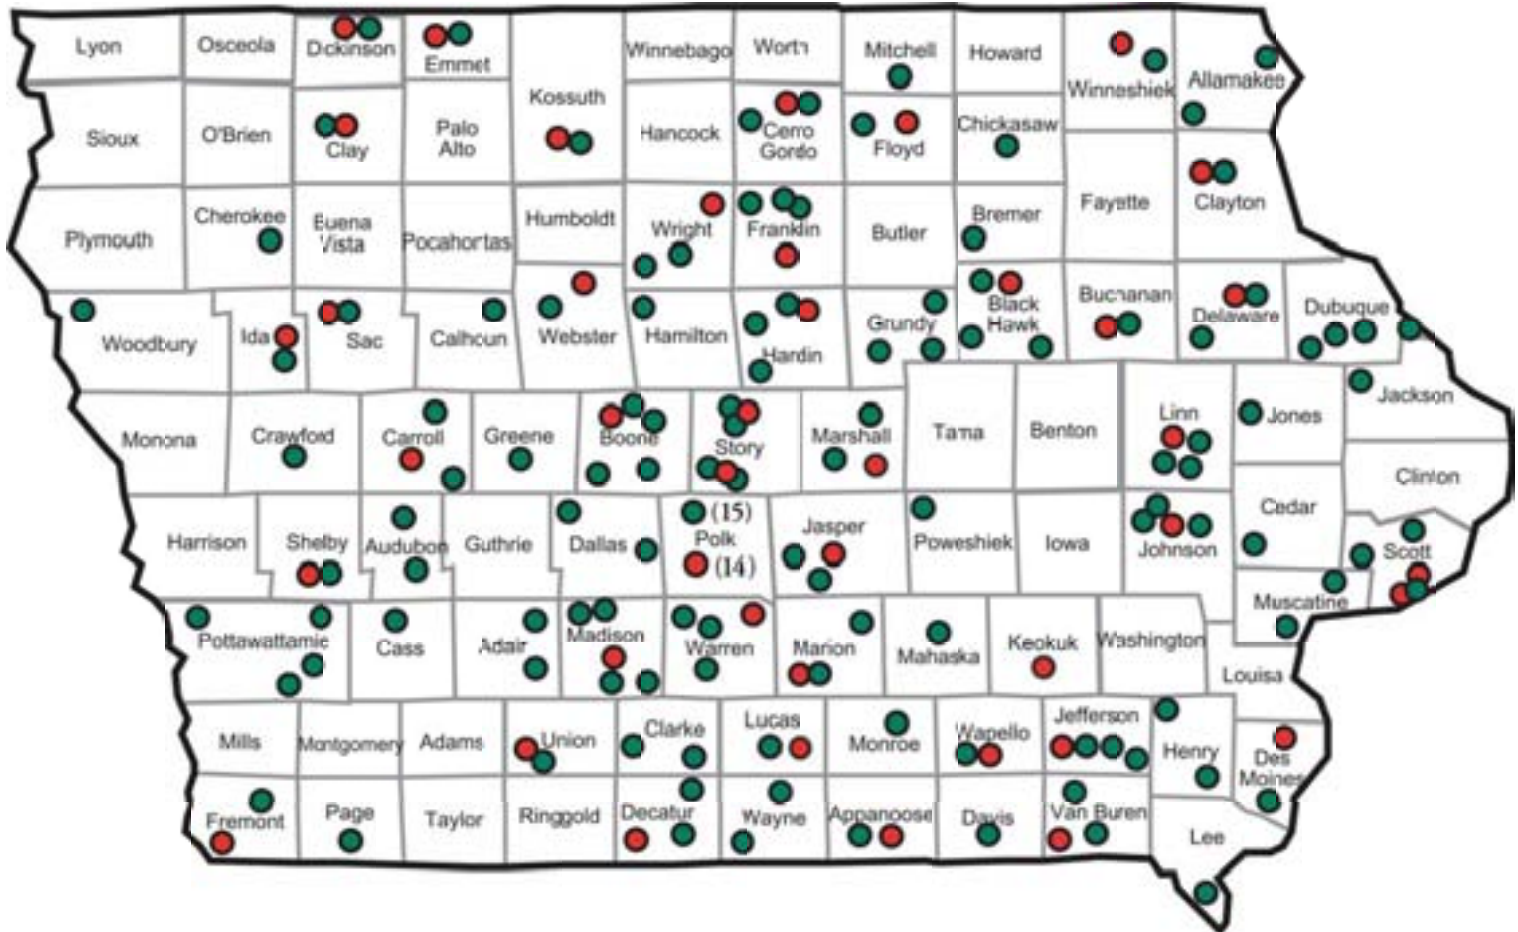 Lyon
Osceola
Dickinson
Emmet
Kossuth
Winnebago
Worth
Mitchell
Howard
Winneshiek
Allamakee
Sioux
O'Brien
Clay
Palo
Alto
Hancock
Cerro
Gordo
Floyd
Chickasaw
Fayette
Clayton
Plymouth
Cherokee
Buena
Vista
Pocahontas
Humboldt
Wright
Franklin
Butler
Bremer
Woodbury
Ida
Sac
Calhoun
Webster
Hamilton
Hardin
Grundy
Black
Hawk
Buchanan
Delaware
Dubuque
Monona
Crawford
Carroll
Greene
Boone
Story
Marshall
Tama
Benton
Linn
Jones
Jackson
Clinton
Harrison
Shelby
Audubon
Guthrie
Dallas
(15)
Polk
(14)
Jasper
Poweshiek
Iowa
Johnson
Cedar
Scott
Muscatine
Pottawattamie
Cass
Adair
Madison
Warren
Marion
Mahaska
Keokuk
Washington
Louisa
Mills
Montgomery
Adams
Union
Clarke
Lucas
Monroe
Wapello
Jefferson
Henry
Des
Moines
Fremont
Page
Taylor
Ringgold
Decatur
Wayne
Appanoose
Davis
Van Buren
Lee